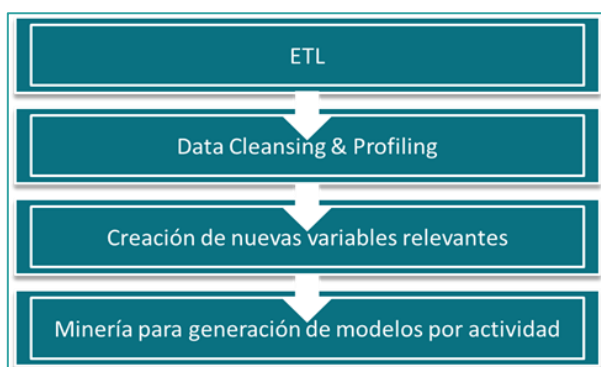 ETL
Data Cleansing & Profiling
Creación de nuevas variables relevantes
Minería para generación de modelos por actividad